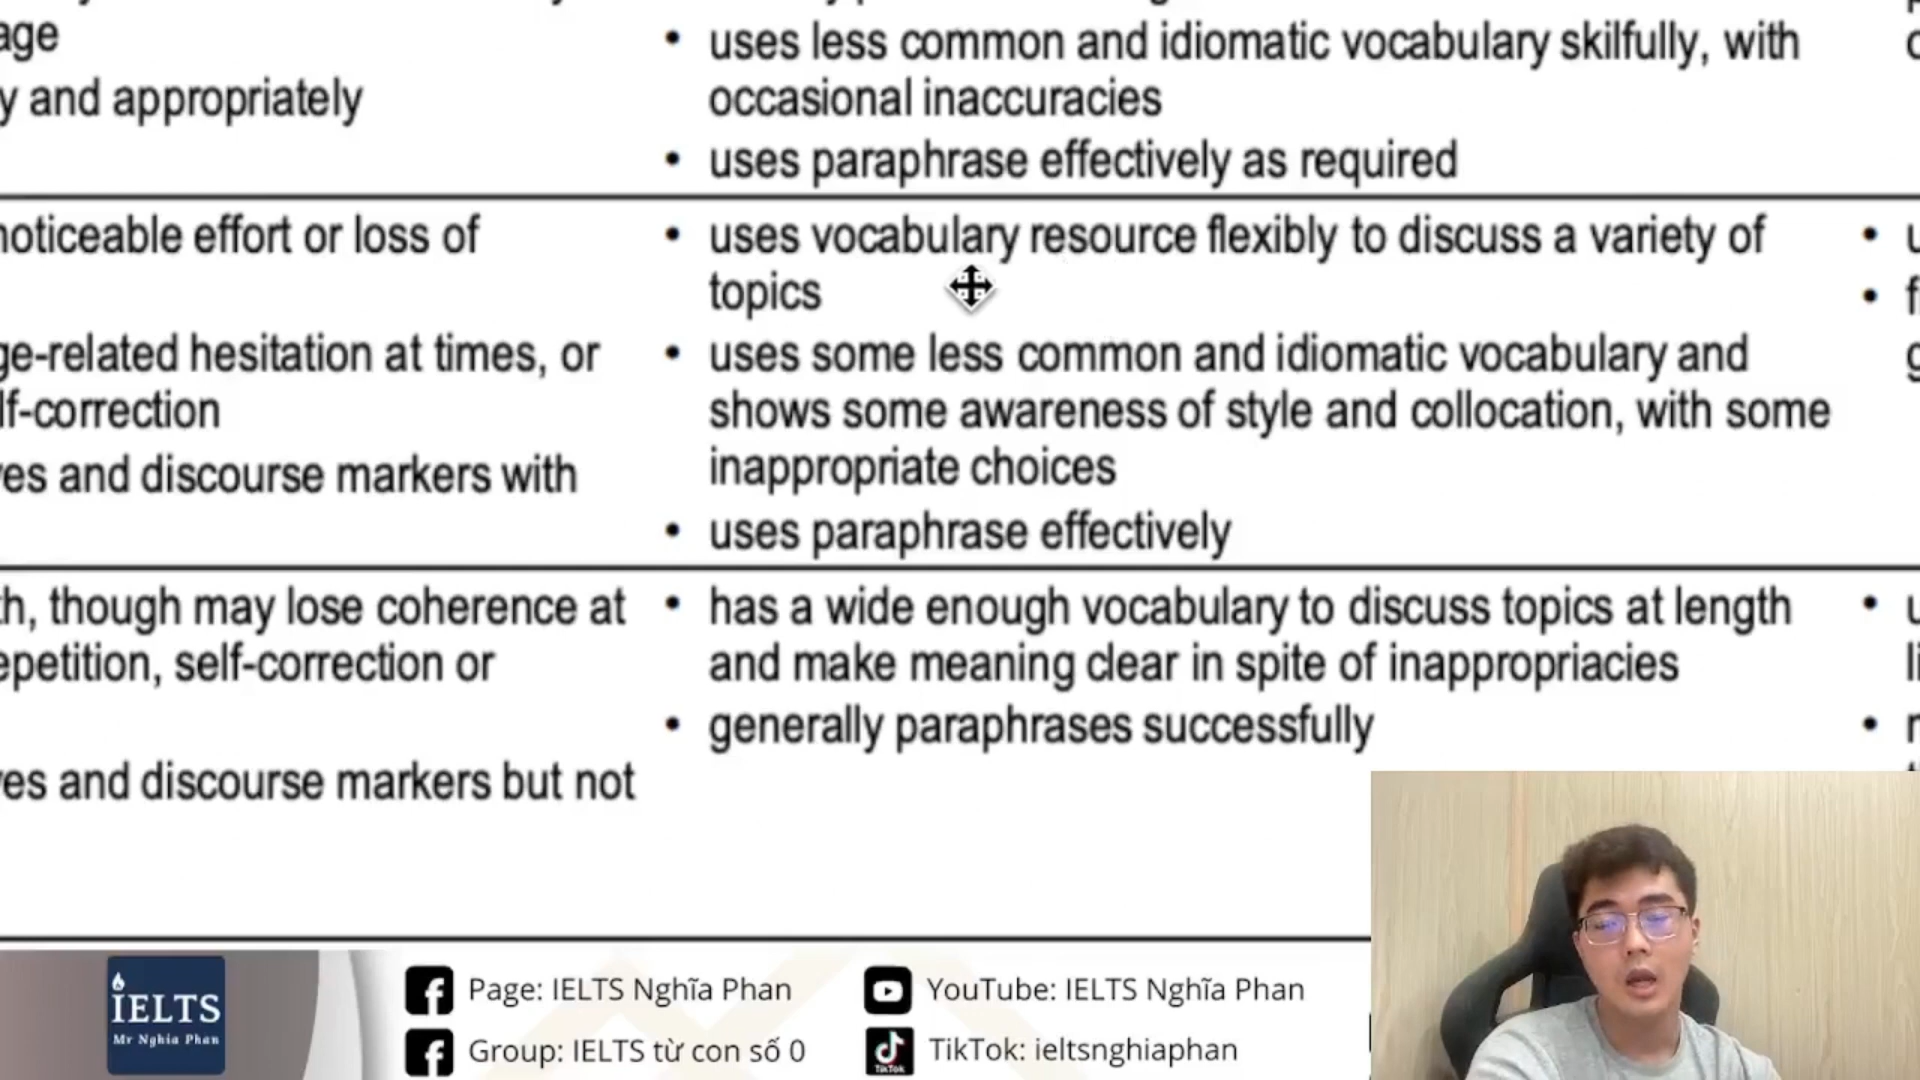 age
y and appropriately
uses less common and idiomatic vocabulary skilfully, with
occasional inaccuracies
• uses paraphrase effectively as required
noticeable effort or loss of
ge-related hesitation at times, or
lf-correction
ves and discourse markers with
• uses vocabulary resource flexibly to discuss a variety of
topics
• uses some less common and idiomatic vocabulary and
shows some awareness of style and collocation, with some
inappropriate choices
• uses paraphrase effectively
th, though may lose coherence at
epetition, self-correction or
ves and discourse markers but not
• has a wide enough vocabulary to discuss topics at length
and make meaning clear in spite of inappropriacies
• generally paraphrases successfully
IELTS
Mr Nghia Phan
Page: IELTS Nghĩa Phan
Group: IELTS từ con số 0
YouTube: IELTS Nghĩa Phan
TikTok
TikTok: ieltsnghiaphan